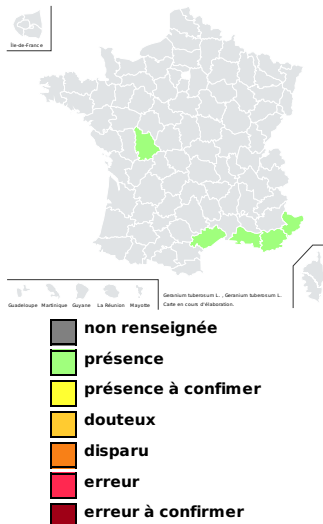 Île-de-France
Guadeloupe Martinique Guyane La Réunion Mayotte
Geranium tuberosum L. , Geranium tuberosum L.
Carte en cours d'élaboration.
non renseignée
présence
présence à confimer
douteux
disparu
erreur
erreur à confirmer